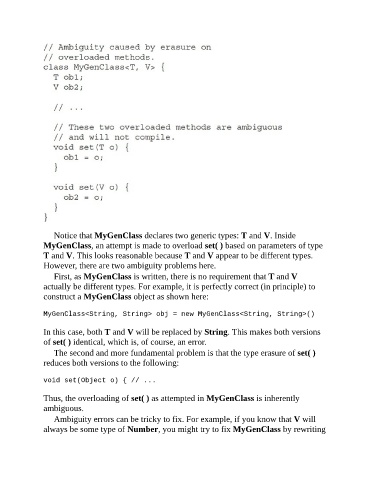 // Ambiguity caused by erasure on
// overloaded methods.
class MyGenClass<T, V> {
  T ob1;
  V ob2;

  // ...

  // These two overloaded methods are ambiguous
  // and will not compile.
  void set(T o) {
    ob1 = o;
  }

  void set(V o) {
    ob2 = o;
  }
}
Notice that MyGenClass declares two generic types: T and V. Inside
MyGenClass, an attempt is made to overload set( ) based on parameters of type
T and V. This looks reasonable because T and V appear to be different types.
However, there are two ambiguity problems here.
First, as MyGenClass is written, there is no requirement that T and V
actually be different types. For example, it is perfectly correct (in principle) to
construct a MyGenClass object as shown here:
MyGenClass<String, String> obj = new MyGenClass<String, String>()
In this case, both T and V will be replaced by String. This makes both versions
of set( ) identical, which is, of course, an error.
The second and more fundamental problem is that the type erasure of set( )
reduces both versions to the following:
void set(Object o) { // ...
Thus, the overloading of set( ) as attempted in MyGenClass is inherently
ambiguous.
Ambiguity errors can be tricky to fix. For example, if you know that V will
always be some type of Number, you might try to fix MyGenClass by rewriting